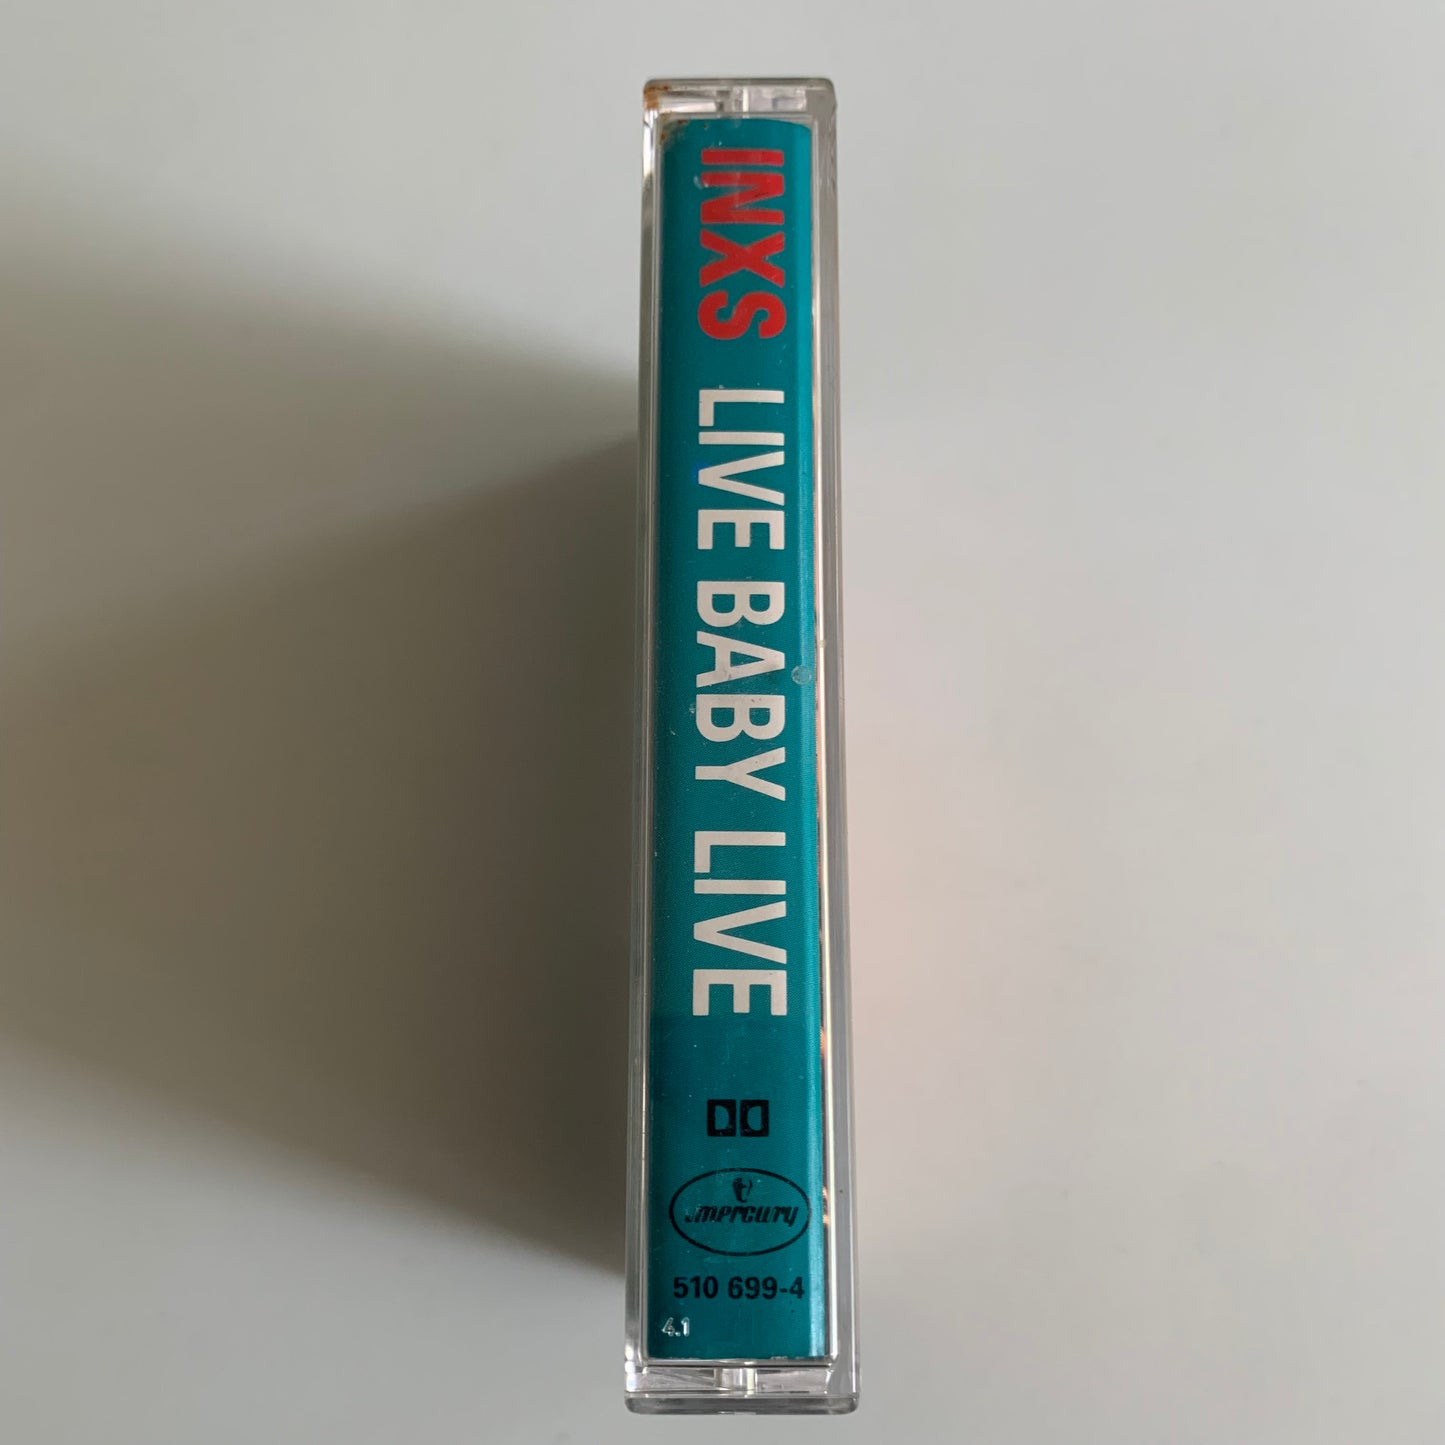 INXS LIVE BABY LIVE
mercury
510 699-4
4.1